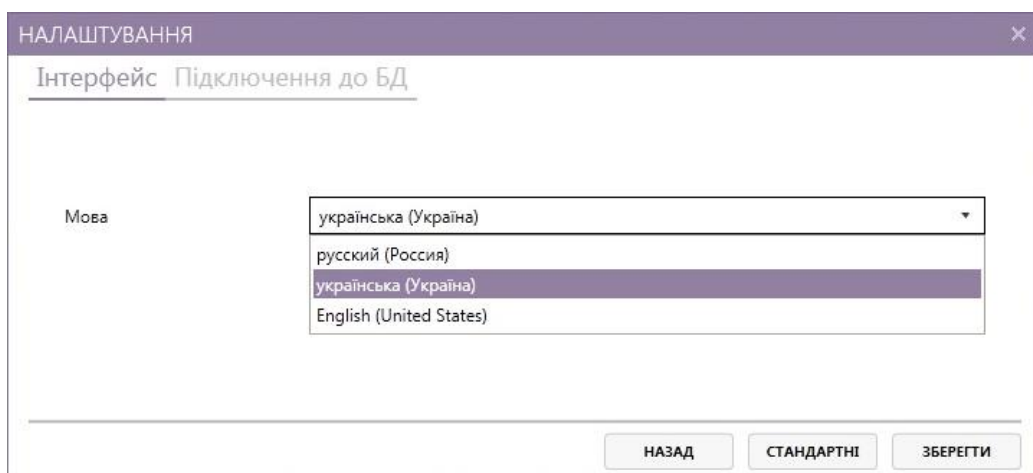 НАЛАШТУВАННЯ
Інтерфейс Підключення до БД
Мова українська (Україна)
русский (Россия)
українська (Україна)
English (United States)
НАЗАД СТАНДАРТНІ ЗБЕРЕГТИ